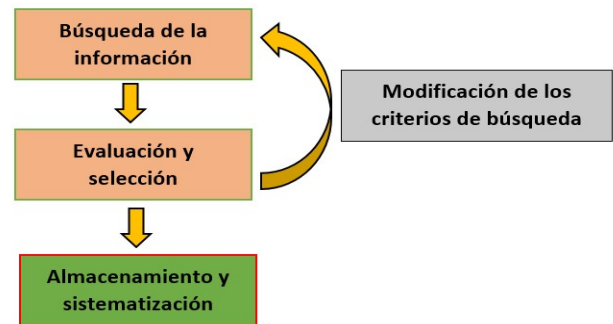 Búsqueda de la
información
Modificación de los
criterios de búsqueda
Evaluación y
selección
Almacenamiento y
sistematización